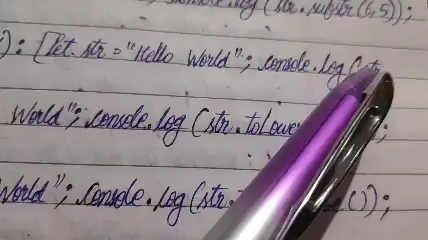 console.log (str.substr(6,5));
): [let str = "Hello World"; console.log (str
World"; console.log (str.toLower ;
World"; console.log (str. ());